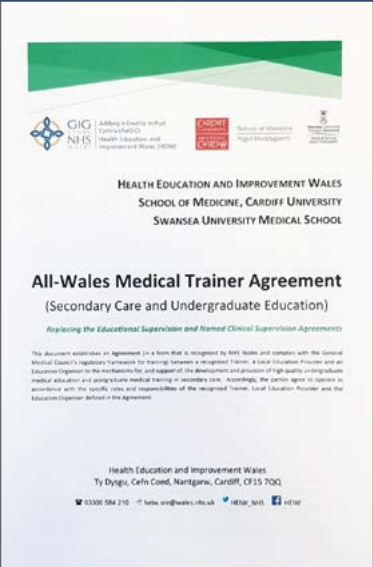 GIG
CYMRU
NHS
WALES
Addysg a Gwella Iechyd
Cymru (AaGIC)
Health Education and
Improvement Wales (HEIW)
CARDIFF
UNIVERSITY
PRIFYSGOL
CAERDYDD
School of Medicine
Ysgol Meddygaeth
HEALTH EDUCATION AND IMPROVEMENT WALES
SCHOOL OF MEDICINE, CARDIFF UNIVERSITY
SWANSEA UNIVERSITY MEDICAL SCHOOL
All-Wales Medical Trainer Agreement
(Secondary Care and Undergraduate Education)
Replacing the Educational Supervision and Named Clinical Supervision Agreements
This document establishes an Agreement (in a form that is recognised by NHS Wales and complies with the General
Medical Council's regulatory framework for training) between a recognised Trainer, a Local Education Provider and an
Education Organiser to the mechanisms for, and support of, the development and provision of high quality undergraduate
medical education and postgraduate medical training in secondary care. Accordingly, the parties agree to operate in
accordance with the specific roles and responsibilities of the recognised Trainer, Local Education Provider and the
Education Organiser defined in the Agreement.
Health Education and Improvement Wales
Ty Dysgu, Cefn Coed, Nantgarw, Cardiff, CF15 7QQ
03300 584 210 heiw.sre@wales.nhs.uk HEIW_NHS HEIW